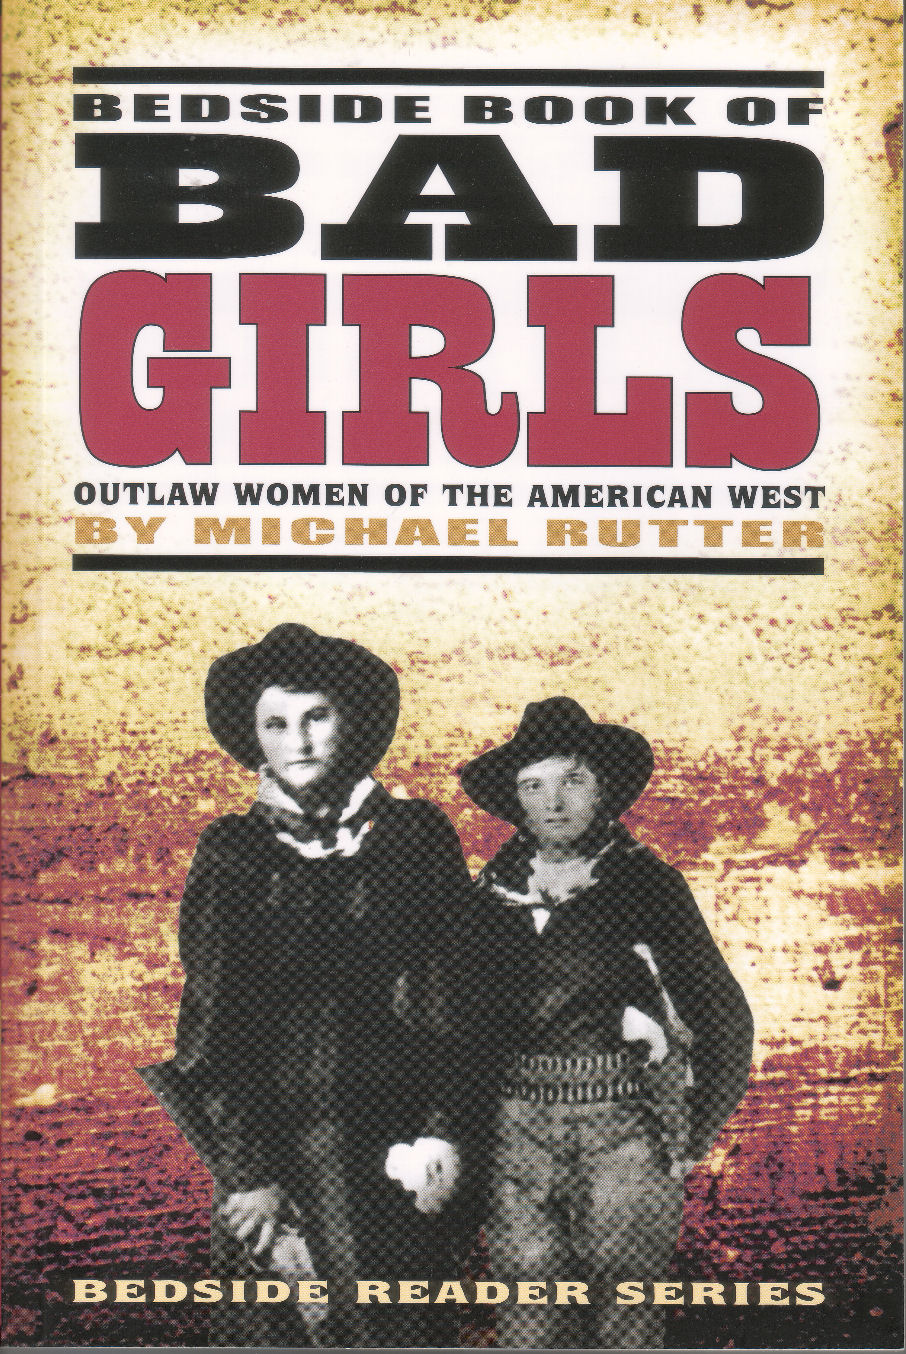 BEDSIDE BOOK OF
BAD
GIRLS
OUTLAW WOMEN OF THE AMERICAN WEST
BY MICHAEL RUTTER
BEDSIDE READER SERIES